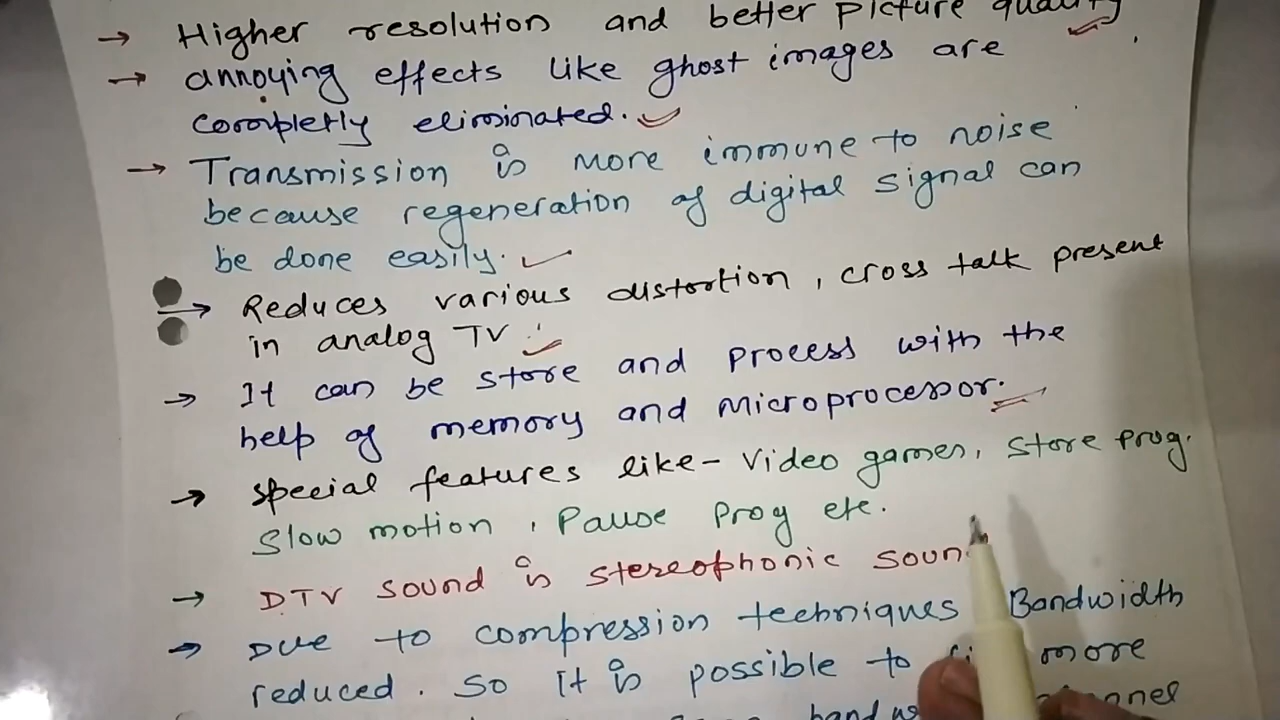 → Higher resolution and better Picture quality
→ annoying effects like ghost images are
completly eliminated.
→ Transmission is more immune to noise
because regeneration of digital signal can
be done easily.
→ Reduces various distortion, cross talk present
in analog TV.
→ It can be store and process with the
help of memory and microprocessor.
→ special features like- Video games, store prog.
Slow motion, Pause Prog etc.
→ DTV sound is stereophonic soun
→ Due to compression techniques Bandwidth
reduced. So It is possible to more